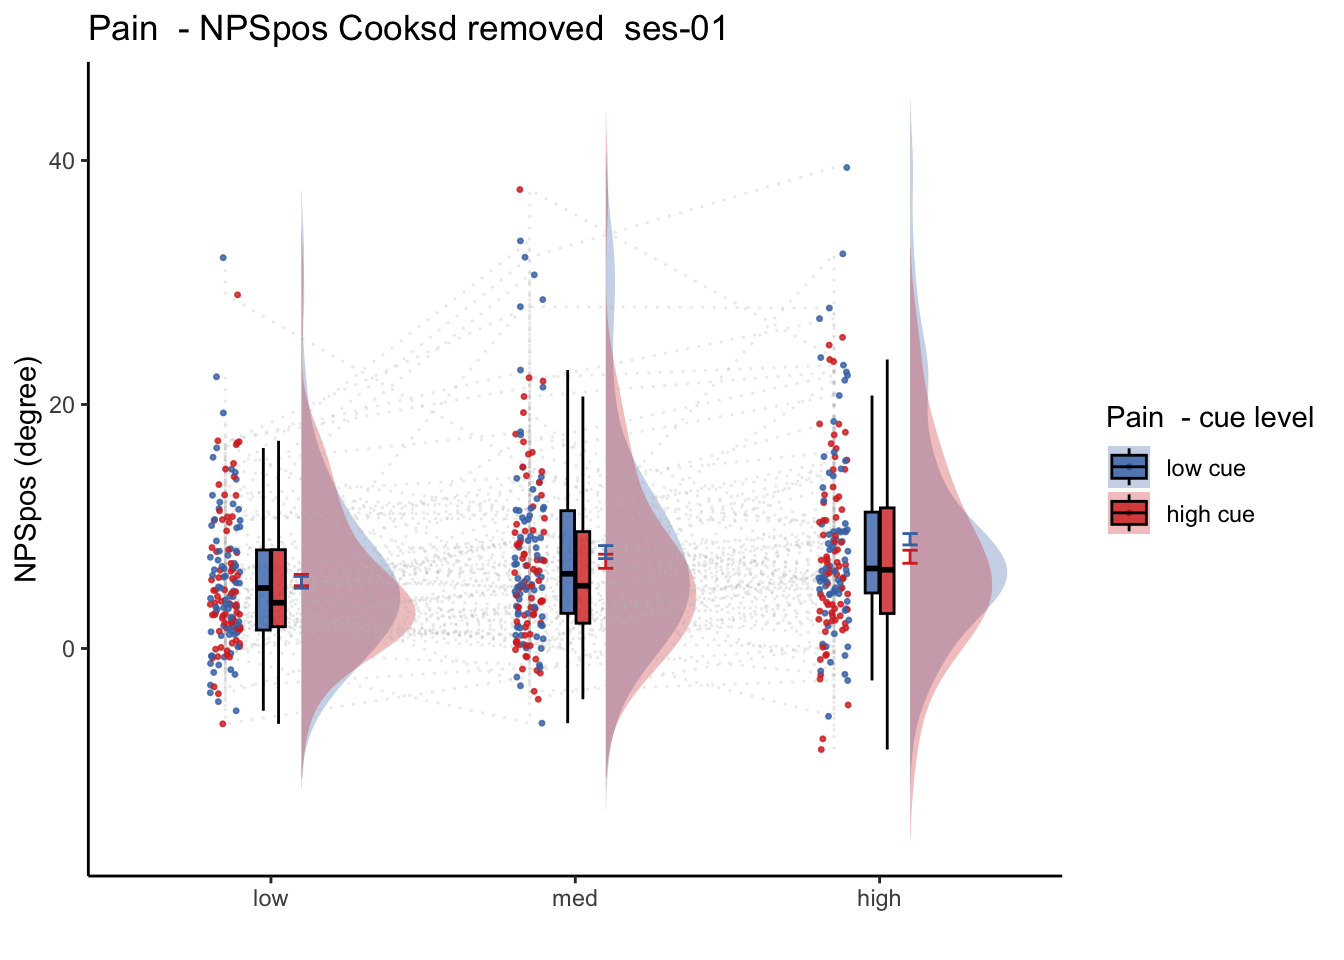 Pain  - NPSpos Cooksd removed  ses-01
NPSpos (degree)
40
20
0
low
med
high
Pain  - cue level
low cue
high cue